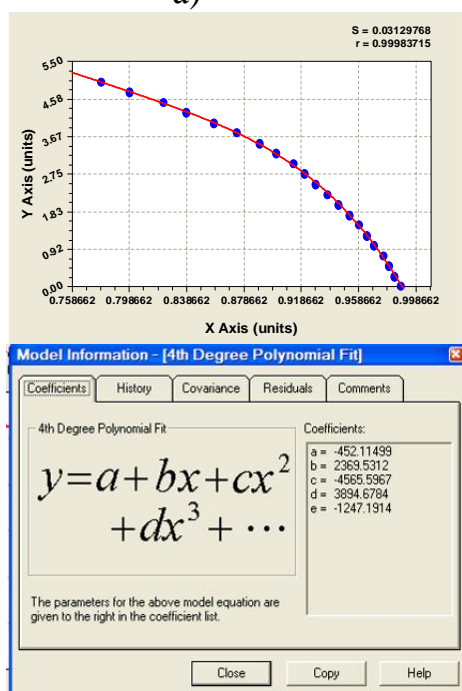 a)
S = 0.03129768
r = 0.99983715
5.50
4.58
3.67
2.75
1.83
0.92
0.00
Y Axis (units)
0.758662 0.798662 0.838662 0.878662 0.918662 0.958662 0.998662
X Axis (units)
Model Information - [4th Degree Polynomial Fit]
Coefficients History Covariance Residuals Comments
4th Degree Polynomial Fit
y=a+bx+cx²
+dx³+ ⋯
The parameters for the above model equation are
given to the right in the coefficient list.
Coefficients:
a = -452.11499
b = 2369.5312
c = -4565.5967
d = 3894.6784
e = -1247.1914
Close Copy Help